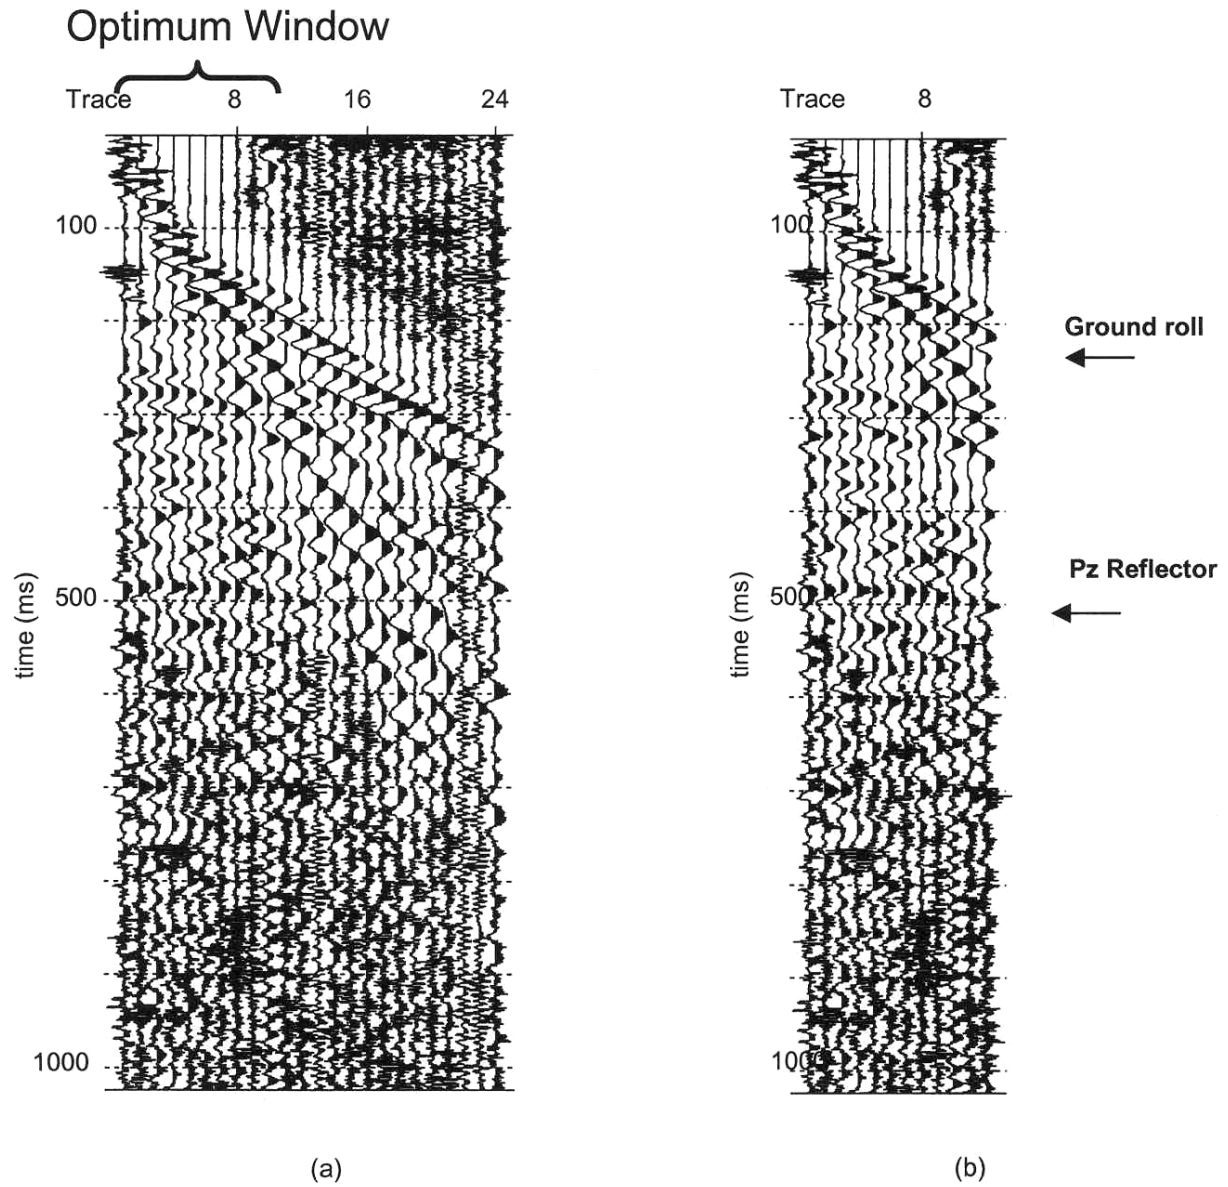 Optimum Window
Trace 8 16 24
Trace 8
100
100
Ground roll
Pz Reflector
500
500
time (ms)
time (ms)
1000
1000
(a)
(b)